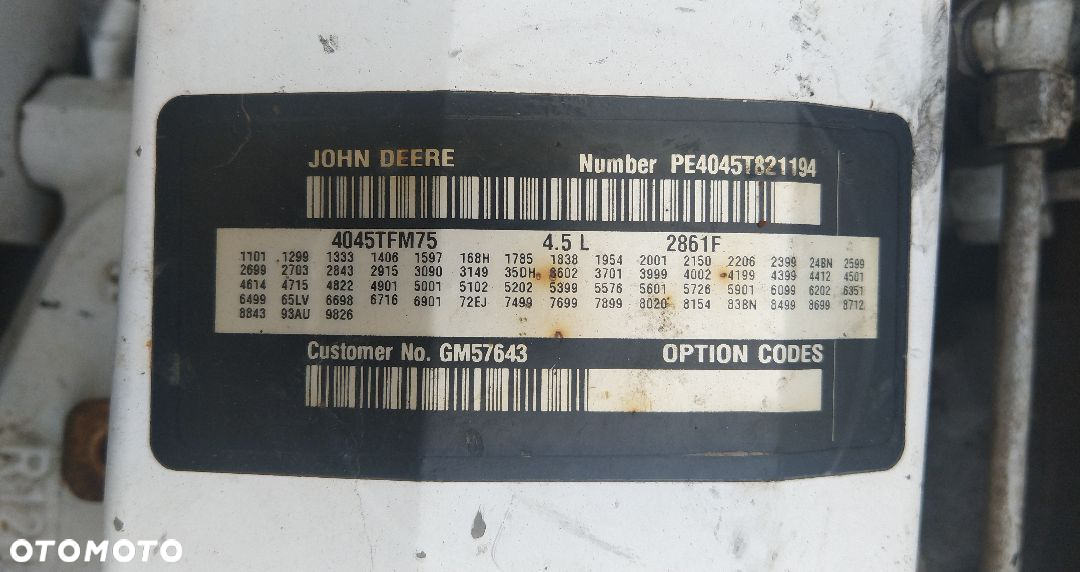 JOHN DEERE
Number PE4045T821194
4045TFM75 4.5 L 2861F
1101 1299 1333 1406 1597 168H 1785 1838 1954 2001 2150 2206 2399 24BN 2599
2699 2703 2843 2915 3090 3149 35DH 3602 3701 3999 4002 4199 4399 4412 4501
4614 4715 4822 4901 5001 5102 5202 5399 5576 5601 5726 5901 6099 6202 6351
6499 65LV 6698 6716 6901 72EJ 7499 7699 7899 8020 8154 83BN 8499 8699 8712
8843 93AU 9826
Customer No. GM57643
OPTION CODES
OTOMOTO